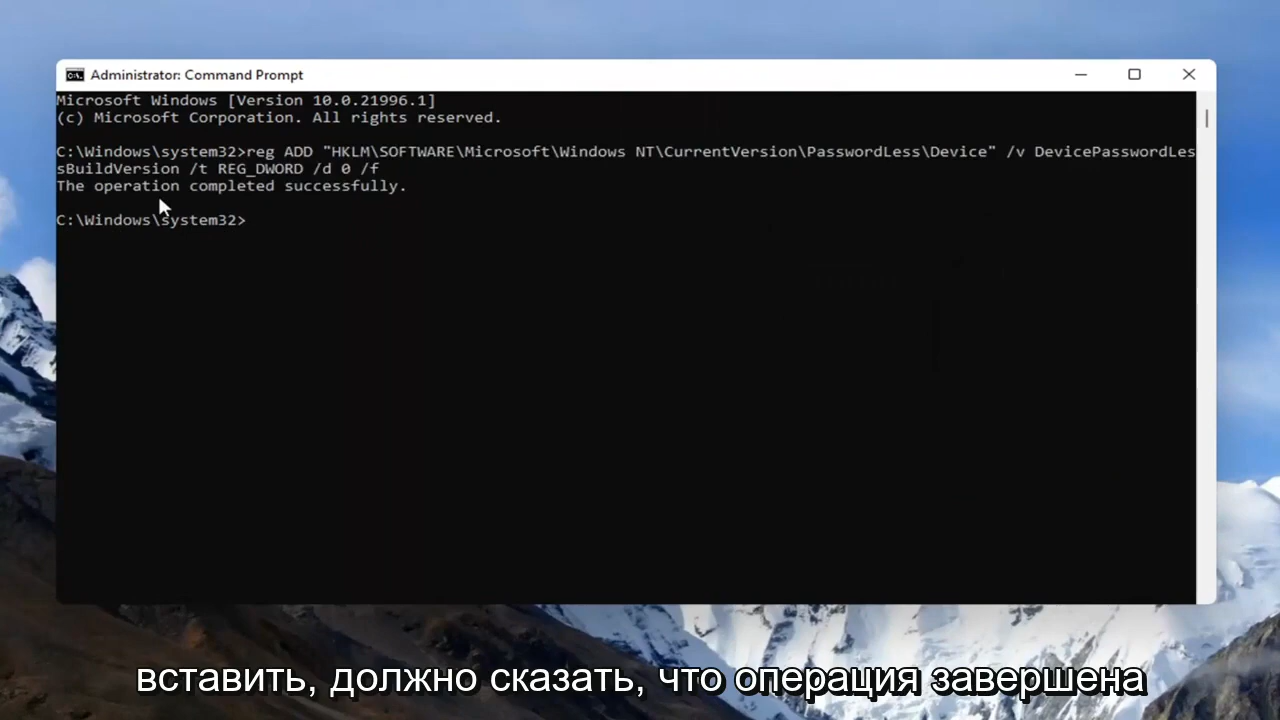 Administrator: Command Prompt
Microsoft Windows [Version 10.0.21996.1]
(c) Microsoft Corporation. All rights reserved.
C:\Windows\system32>reg ADD "HKLM\SOFTWARE\Microsoft\Windows NT\CurrentVersion\PasswordLess\Device" /v DevicePasswordLes
sBuildVersion /t REG_DWORD /d 0 /f
The operation completed successfully.
C:\Windows\system32>
вставить, должно сказать, что операция завершена